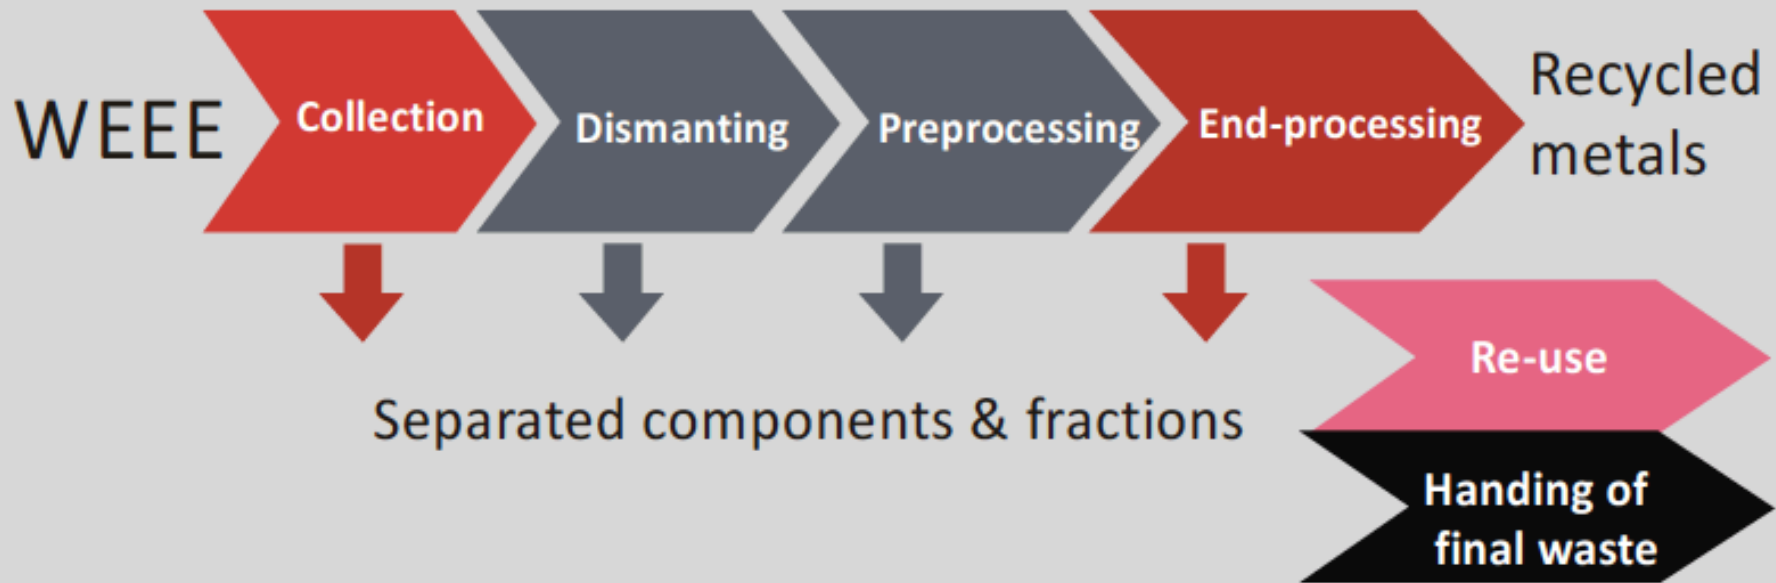 WEEE
Collection
Dismanting
Preprocessing
End-processing
Recycled
metals
Separated components & fractions
Re-use
Handing of
final waste